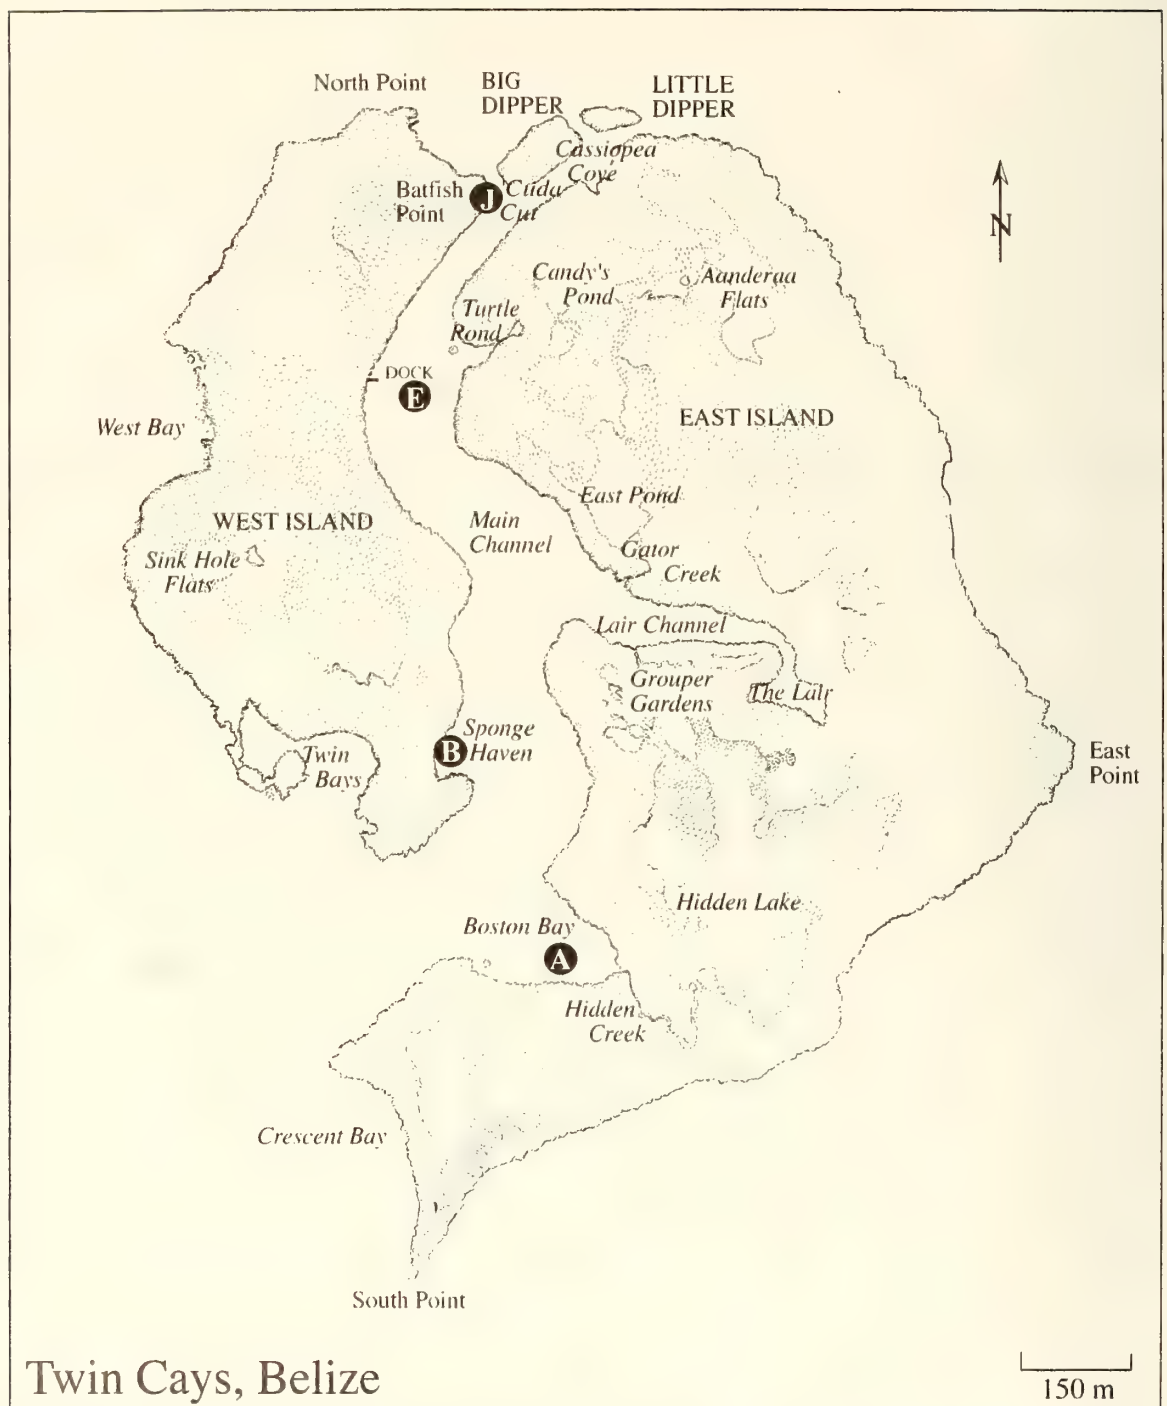 North Point
BIG
DIPPER
LITTLE
DIPPER
Cassiopea
Cove
Batfish
Point
J
Cuda
Cut
N
Candy's
Pond
Aanderaa
Flats
Turtle
Pond
DOCK
E
West Bay
EAST ISLAND
East Pond
WEST ISLAND
Main
Channel
Sink Hole
Flats
Gator
Creek
Lair Channel
Grouper
Gardens
The Lair
Sponge
Haven
B
Twin
Bays
East
Point
Hidden Lake
Boston Bay
A
Hidden
Creek
Crescent Bay
South Point
Twin Cays, Belize
150 m